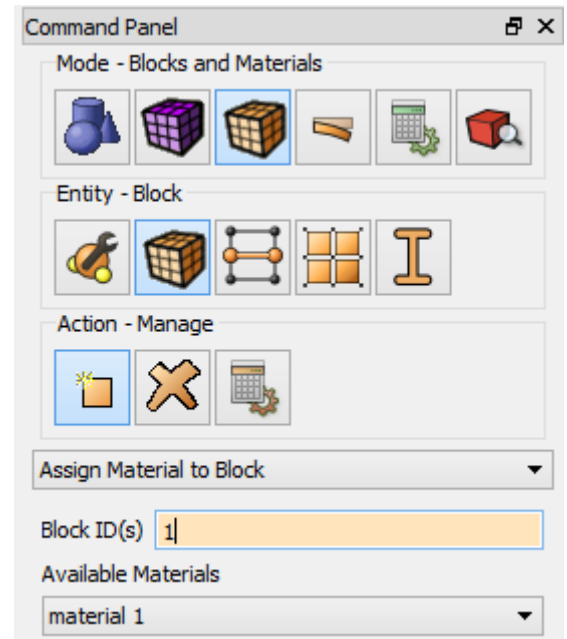 Command Panel
Mode - Blocks and Materials
Entity - Block
Action - Manage
Assign Material to Block
Block ID(s) 1
Available Materials
material 1